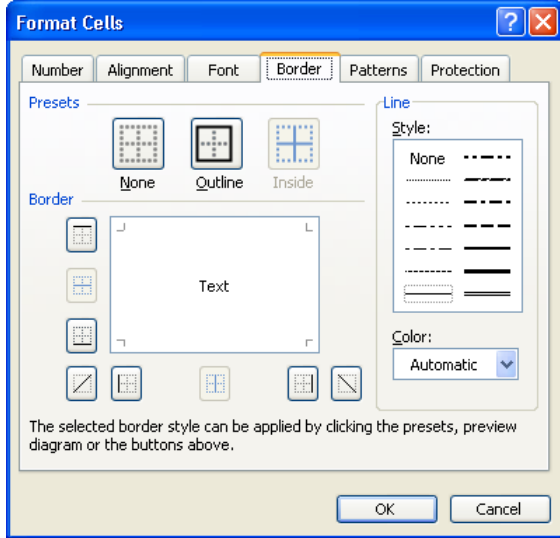 Format Cells
Number Alignment Font Border Patterns Protection
Presets
None Outline Inside
Border
Text
Line
Style:
None
Color:
Automatic
The selected border style can be applied by clicking the presets, preview
diagram or the buttons above.
OK Cancel